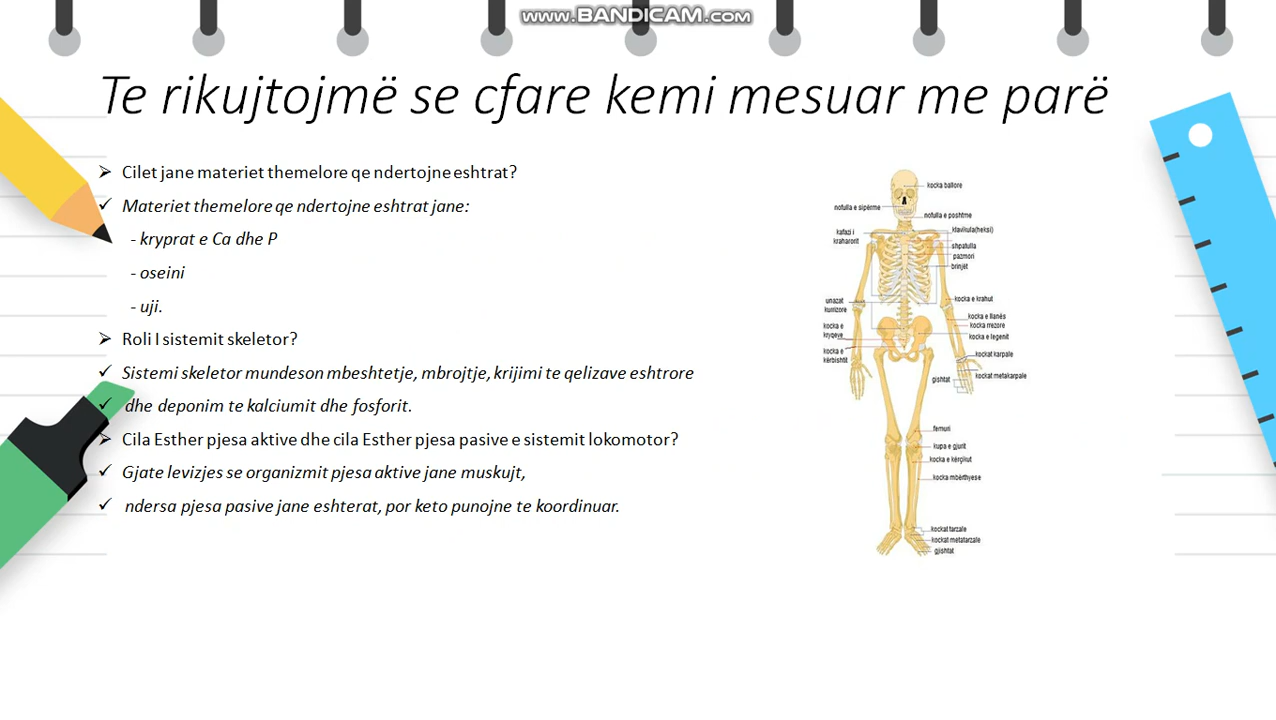 www.BANDICAM.com
Te rikujtojmë se cfare kemi mesuar me parë
Cilet jane materiet themelore qe ndertojne eshtrat?
Materiet themelore qe ndertojne eshtrat jane:
- kryprat e Ca dhe P
- oseini
- uji.
Roli I sistemit skeletor?
Sistemi skeletor mundeson mbeshtetje, mbrojtje, krijimi te qelizave eshtrore
dhe deponim te kalciumit dhe fosforit.
Cila Esther pjesa aktive dhe cila Esther pjesa pasive e sistemit lokomotor?
Gjate levizjes se organizmit pjesa aktive jane muskujt,
ndersa pjesa pasive jane eshterat, por keto punojne te koordinuar.
kocka ballore
nofulla e sipërme
nofulla e poshtme
kafazi i
kraharorit
klavikula(heksi)
shpatulla
pazmori
brinjët
unazat
kurrizore
kocka e krahut
kocka e llanës
kocka rrezore
kocka e legenit
kocka e
kryqeve
kocka e
kërbishtit
kockat karpale
kockat metakarpale
gishtat
femuri
kupa e gjurit
kocka e kërçikut
kocka mbërthyese
kockat tarzale
kockat metatarzale
gjishtat